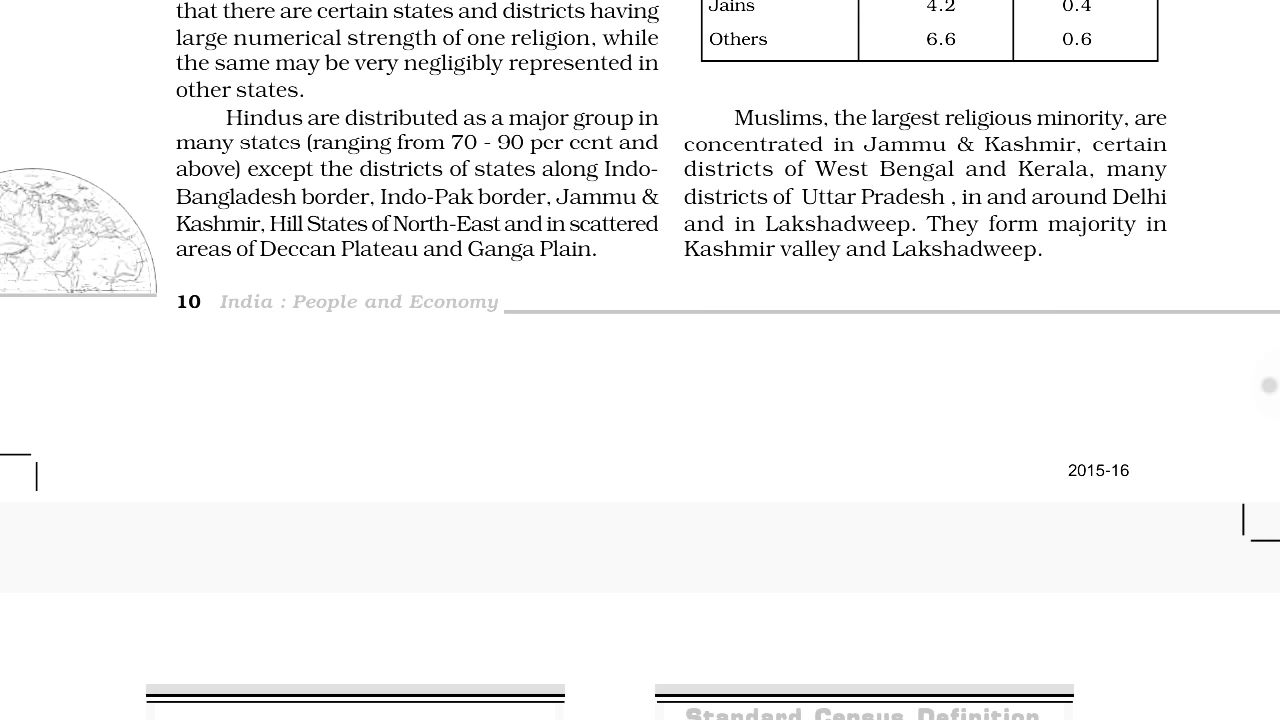 that there are certain states and districts having
large numerical strength of one religion, while
the same may be very negligibly represented in
other states.
Hindus are distributed as a major group in
many states (ranging from 70 - 90 per cent and
above) except the districts of states along Indo-
Bangladesh border, Indo-Pak border, Jammu &
Kashmir, Hill States of North-East and in scattered
areas of Deccan Plateau and Ganga Plain.
Jains 4.2 0.4
Others 6.6 0.6
Muslims, the largest religious minority, are
concentrated in Jammu & Kashmir, certain
districts of West Bengal and Kerala, many
districts of Uttar Pradesh , in and around Delhi
and in Lakshadweep. They form majority in
Kashmir valley and Lakshadweep.
10 India : People and Economy
2015-16
Standard Census Definition